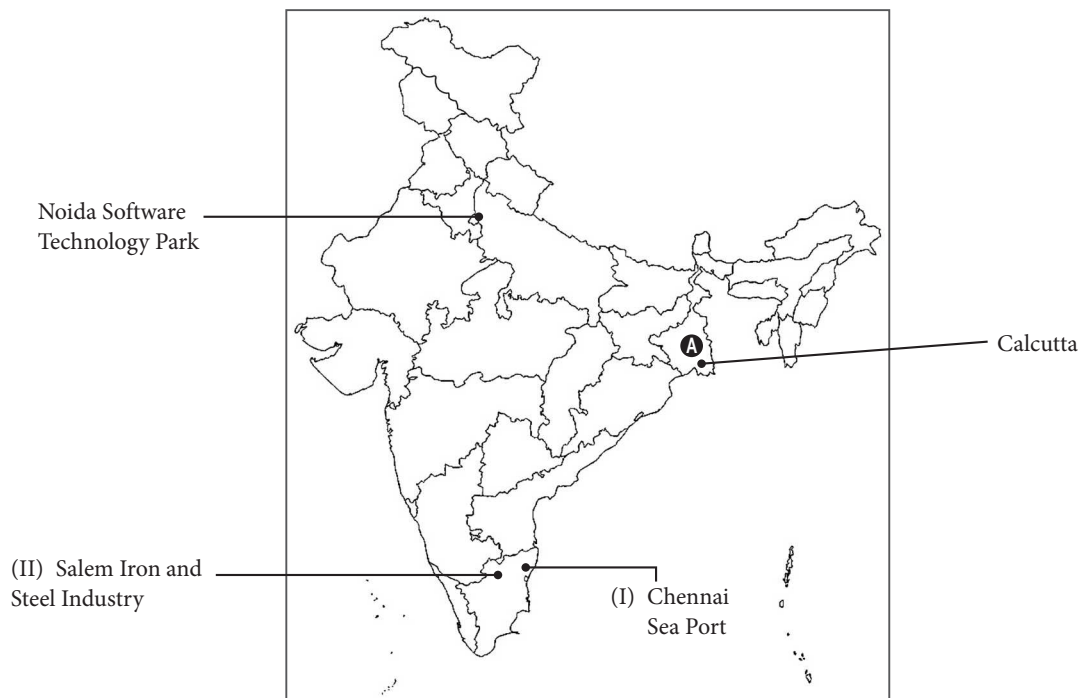 Noida Software
Technology Park
A
Calcutta
(II) Salem Iron and
Steel Industry
(I) Chennai
Sea Port